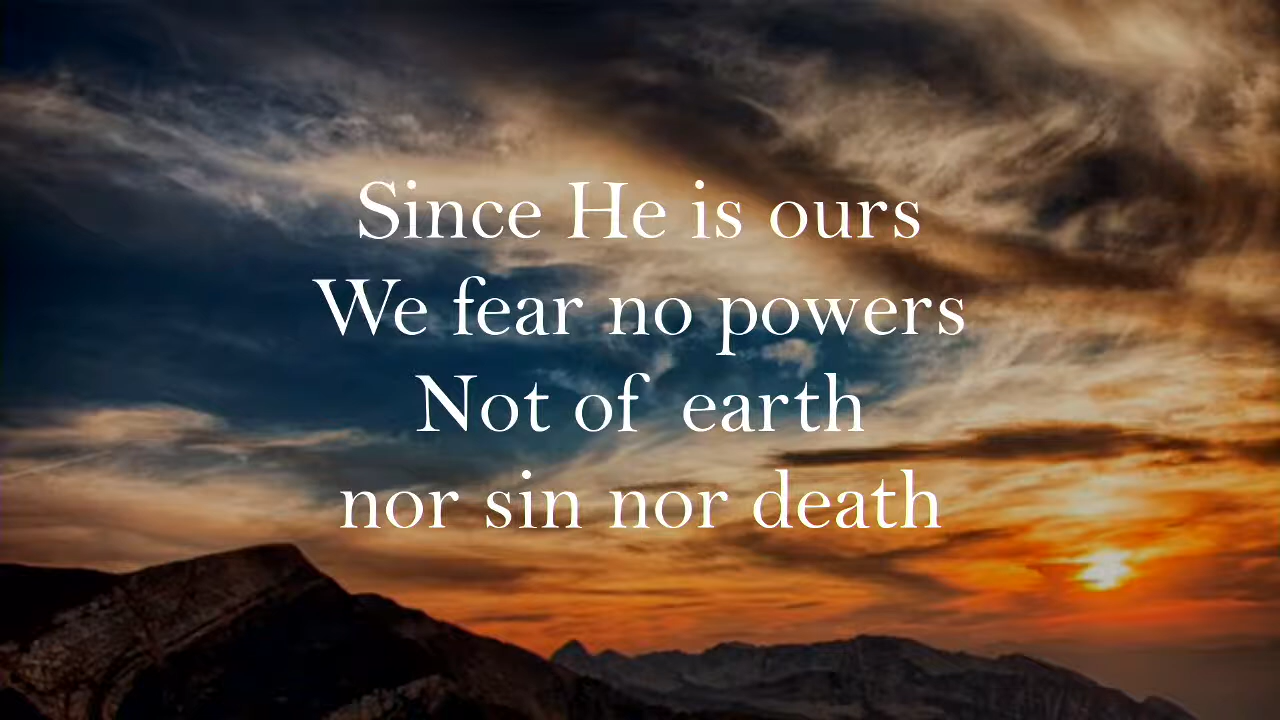 Since He is ours
We fear no powers
Not of earth
nor sin nor death